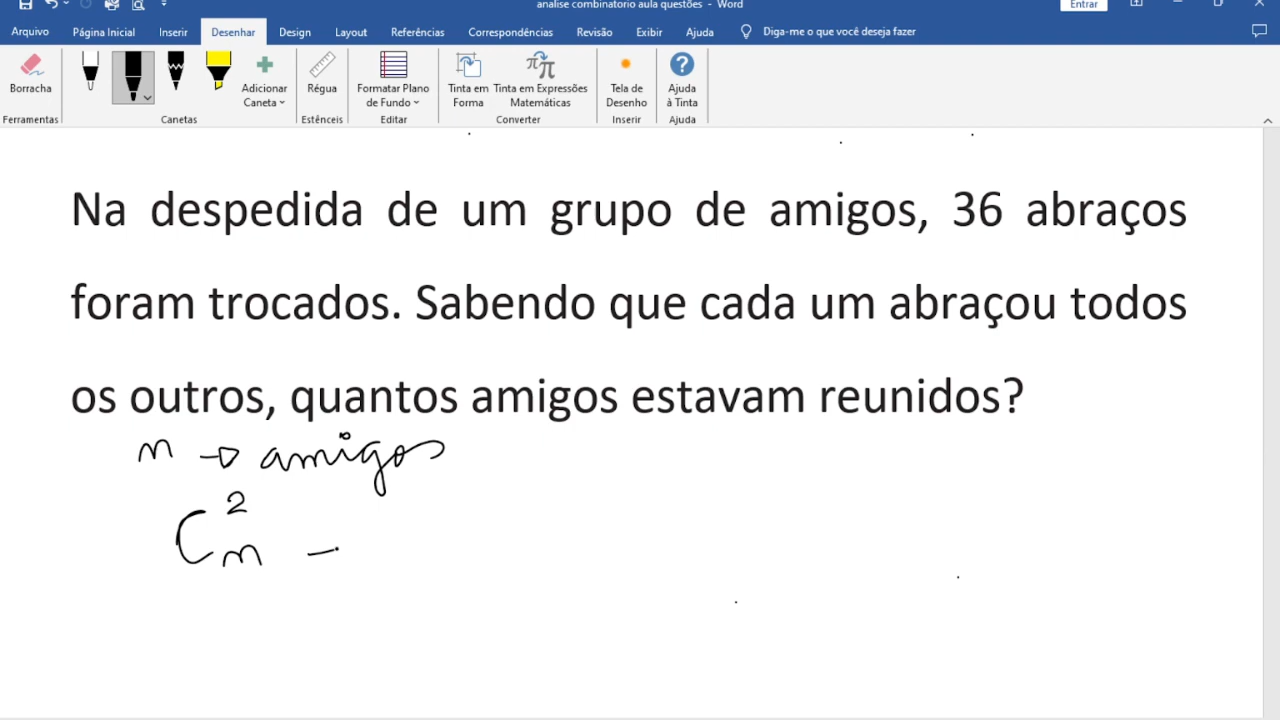 analise combinatorio aula questões - Word
Entrar
Arquivo Página Inicial Inserir Desenhar Design Layout Referências Correspondências Revisão Exibir Ajuda Diga-me o que você deseja fazer
Borracha
Adicionar Caneta
Régua
Formatar Plano de Fundo
Tinta em Forma
Tinta em Expressões Matemáticas
Tela de Desenho
Ajuda à Tinta
Ferramentas Canetas Estênceis Editar Converter Inserir Ajuda
Na despedida de um grupo de amigos, 36 abraços
foram trocados. Sabendo que cada um abraçou todos
os outros, quantos amigos estavam reunidos?
n → amigos
C²ₙ -